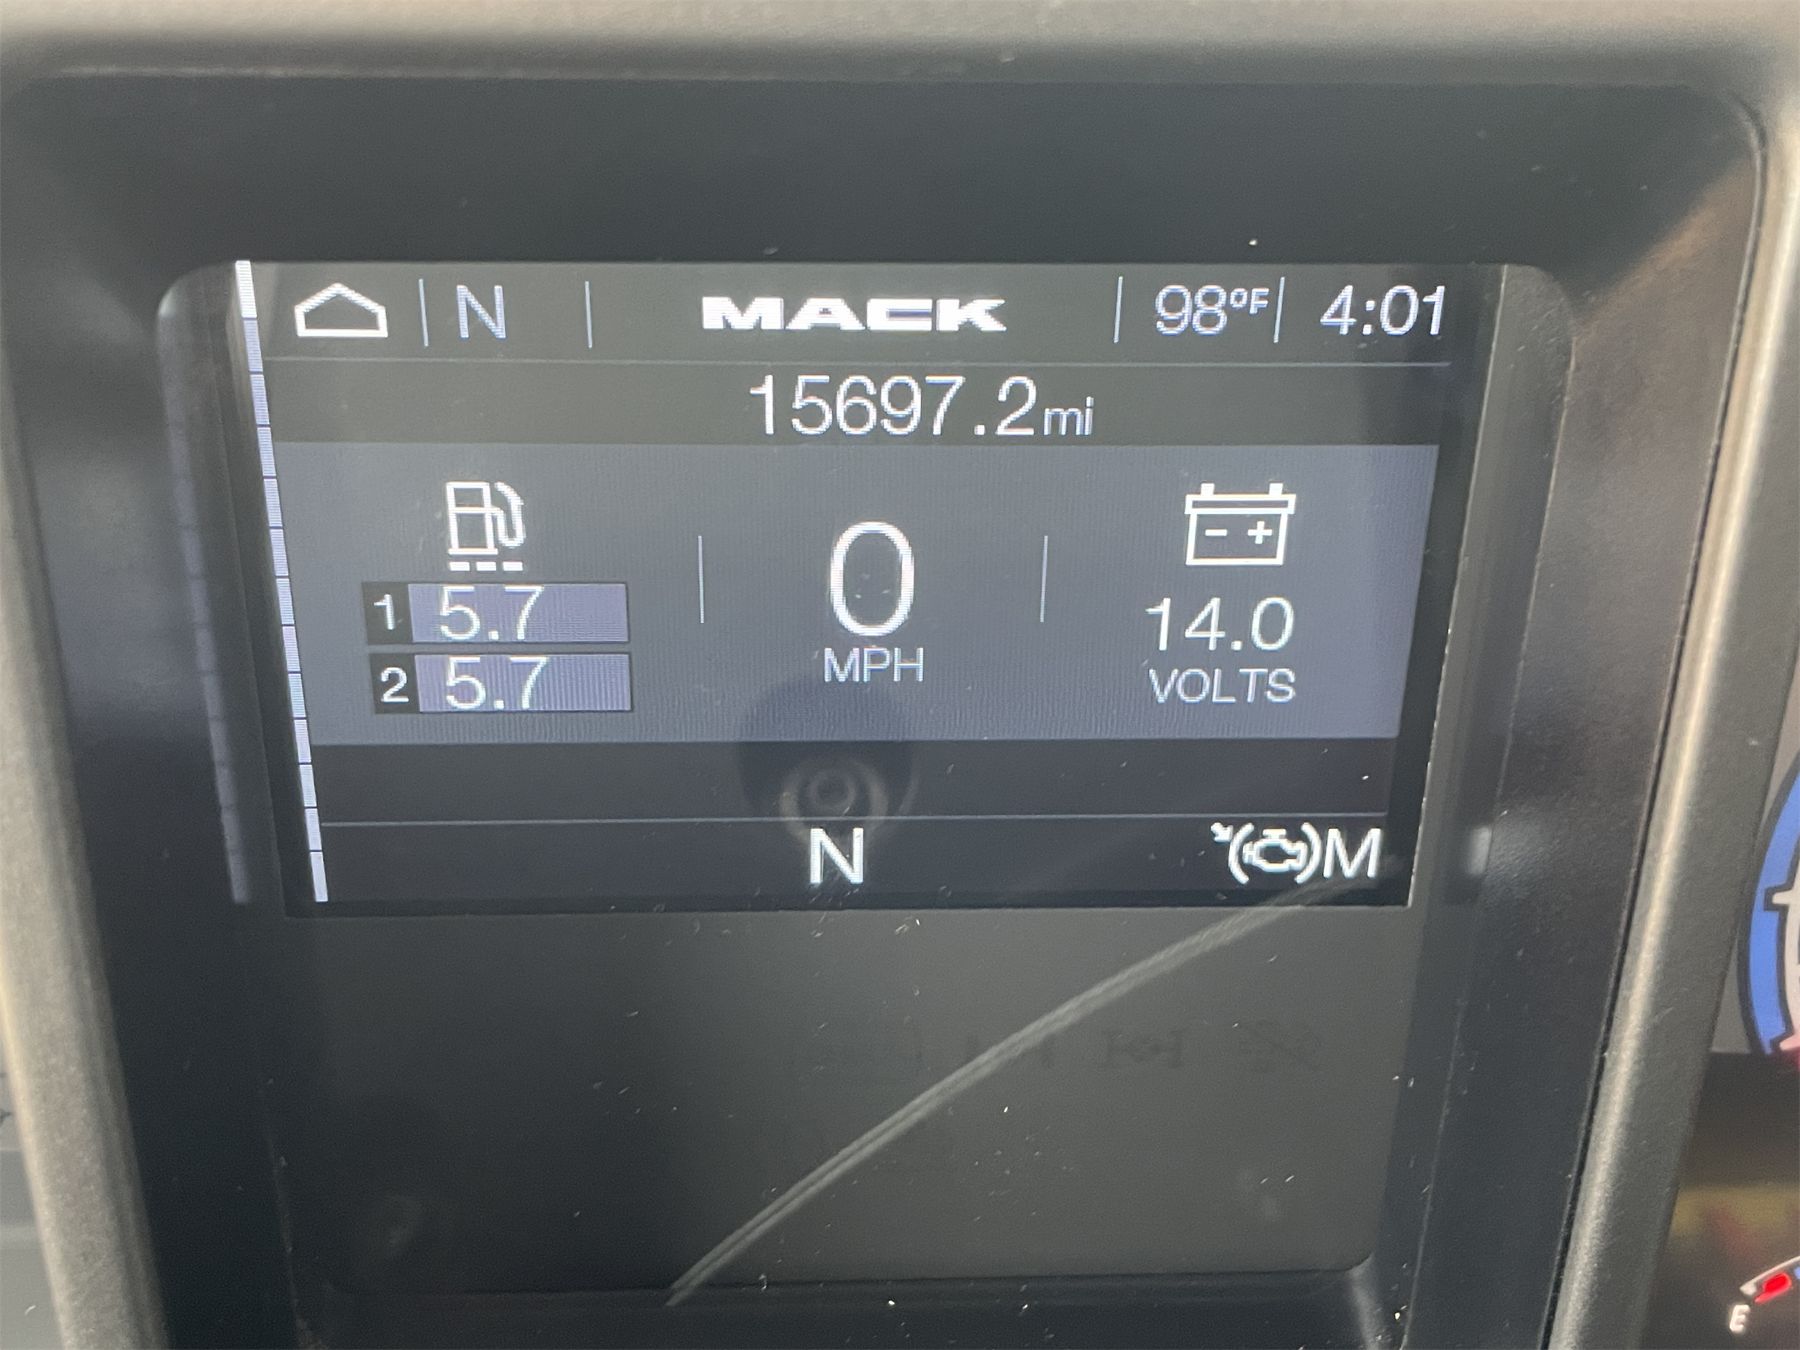 N MACK 98°F 4:01
15697.2mi
1 5.7
2 5.7
0
MPH
- +
14.0
VOLTS
N M
E